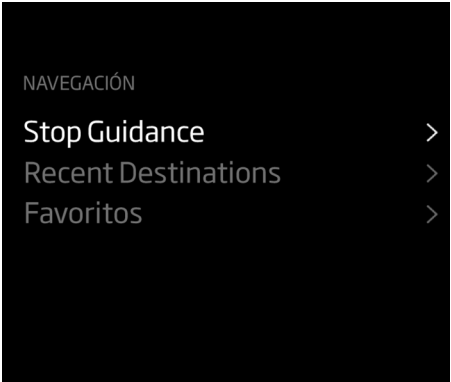 NAVEGACIÓN
Stop Guidance
Recent Destinations
Favoritos